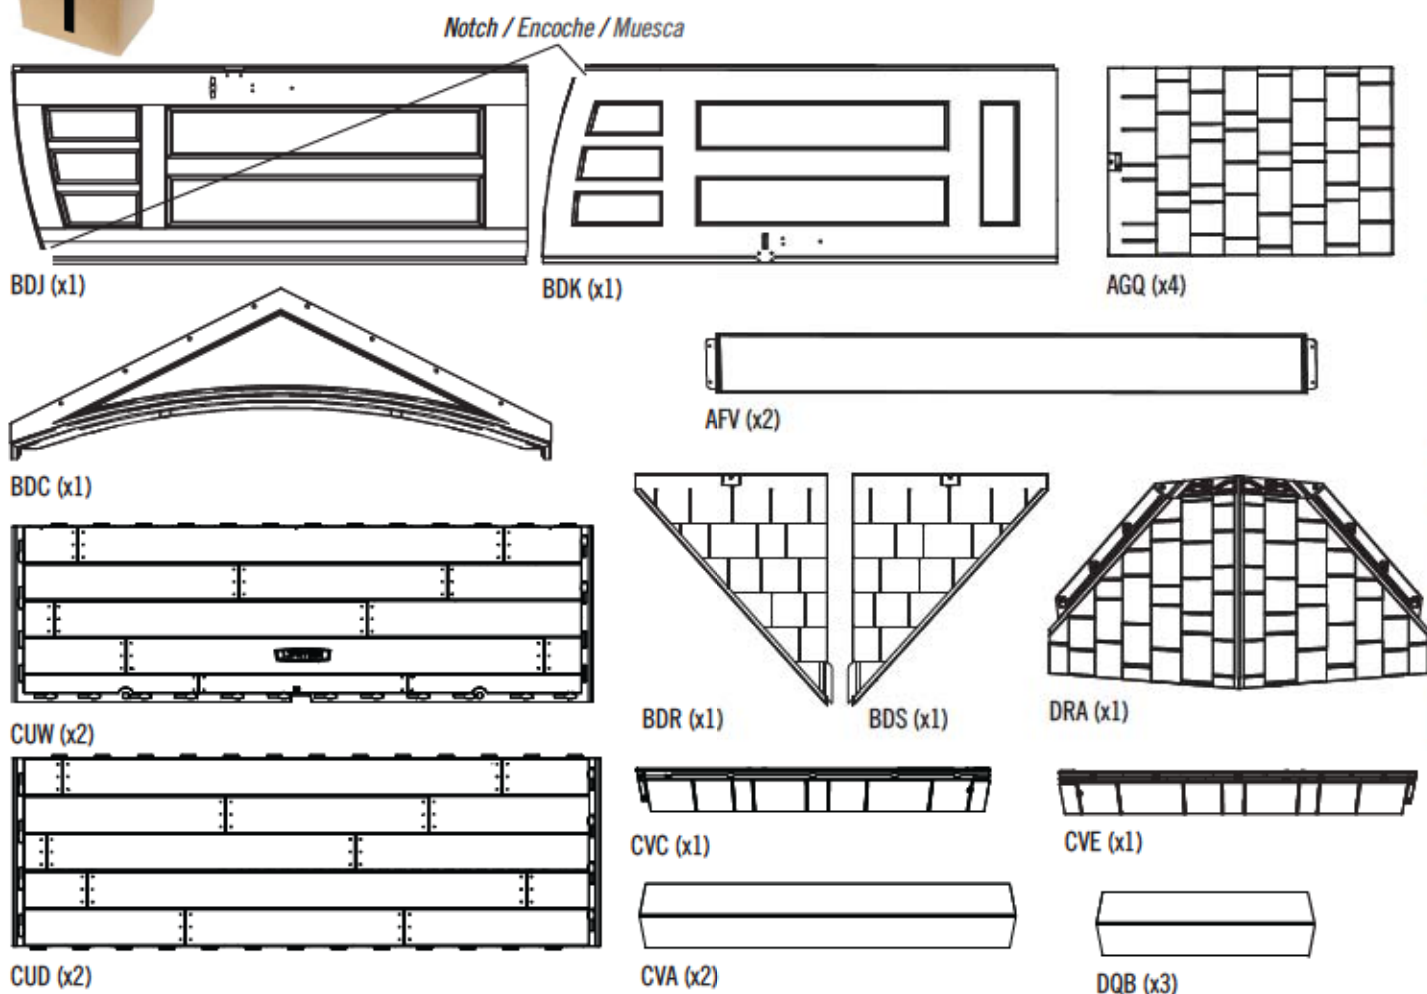 Notch / Encoche / Muesca
BDJ (x1)
BDK (x1)
AGQ (x4)
BDC (x1)
AFV (x2)
CUW (x2)
BDR (x1)
BDS (x1)
DRA (x1)
CVC (x1)
CVE (x1)
CUD (x2)
CVA (x2)
DQB (x3)